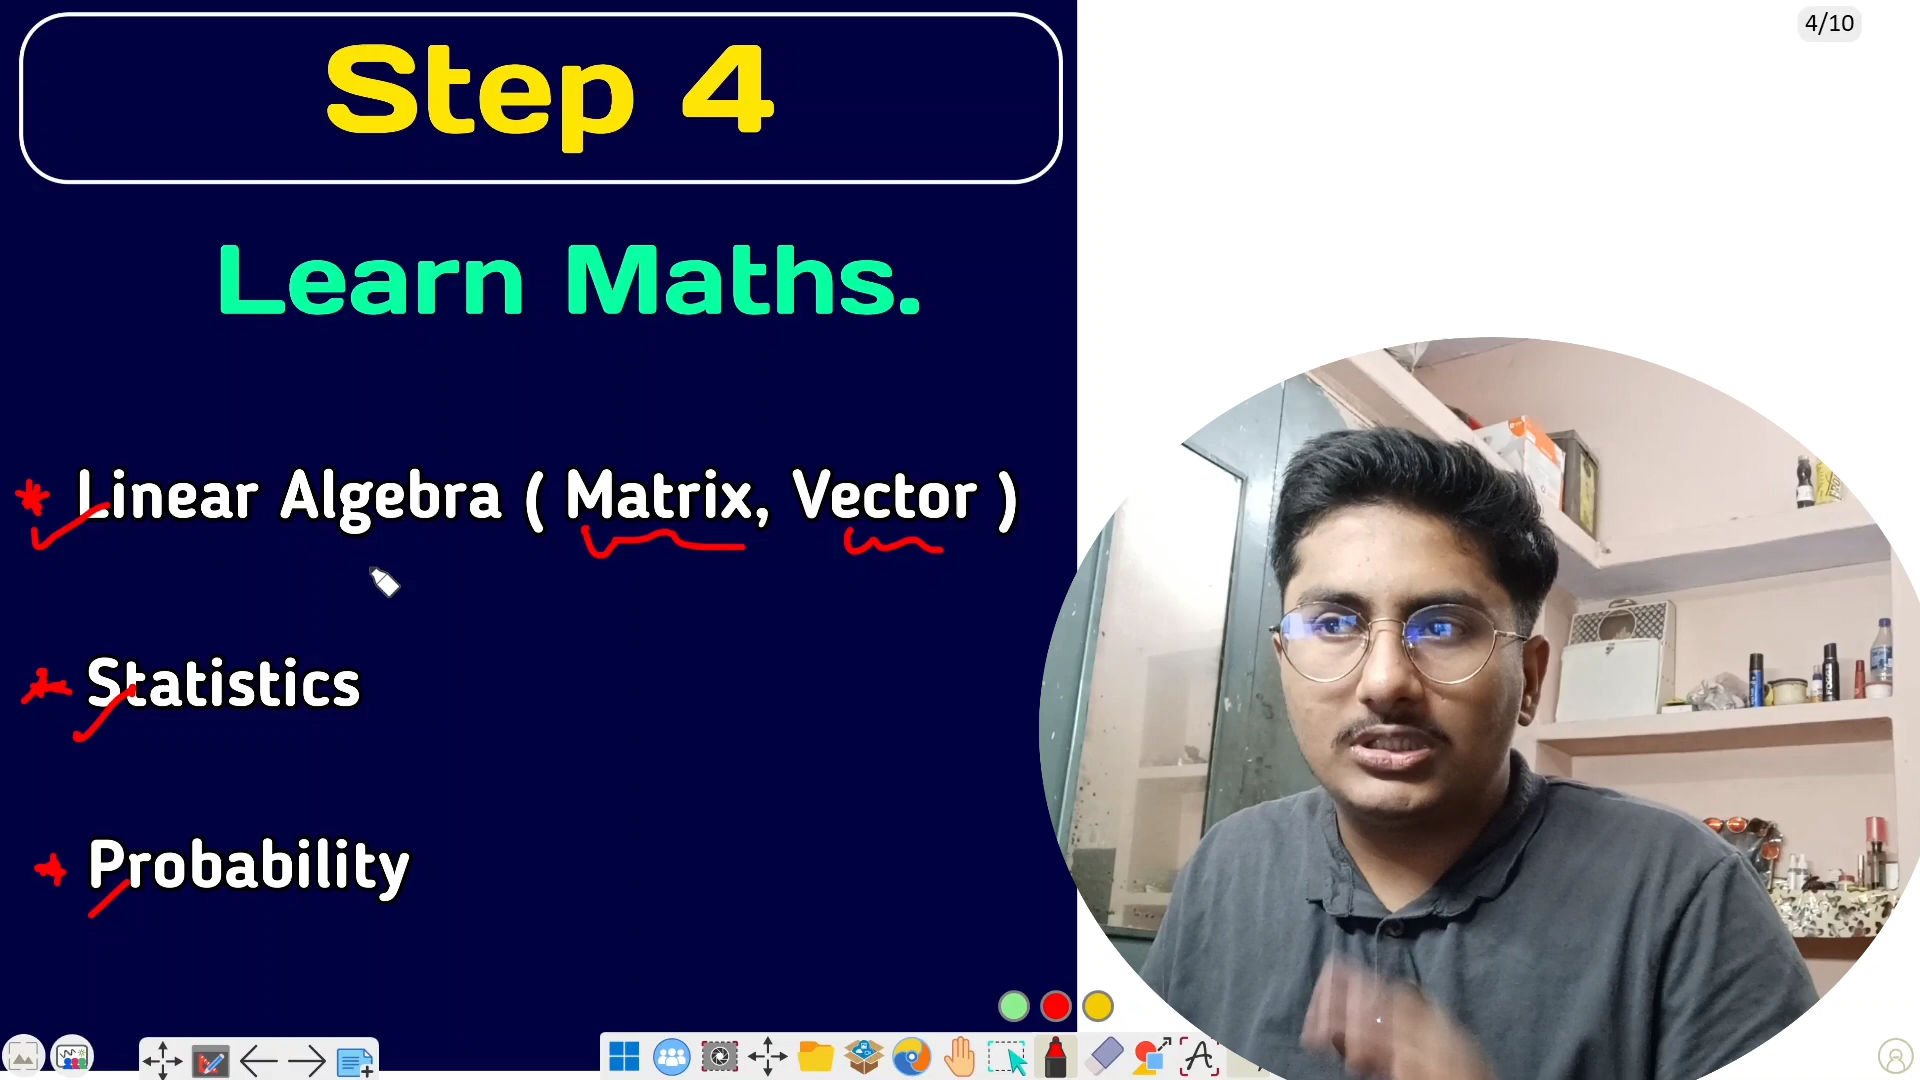 4/10
Step 4
Learn Maths.
Linear Algebra ( Matrix, Vector )
Statistics
Probability